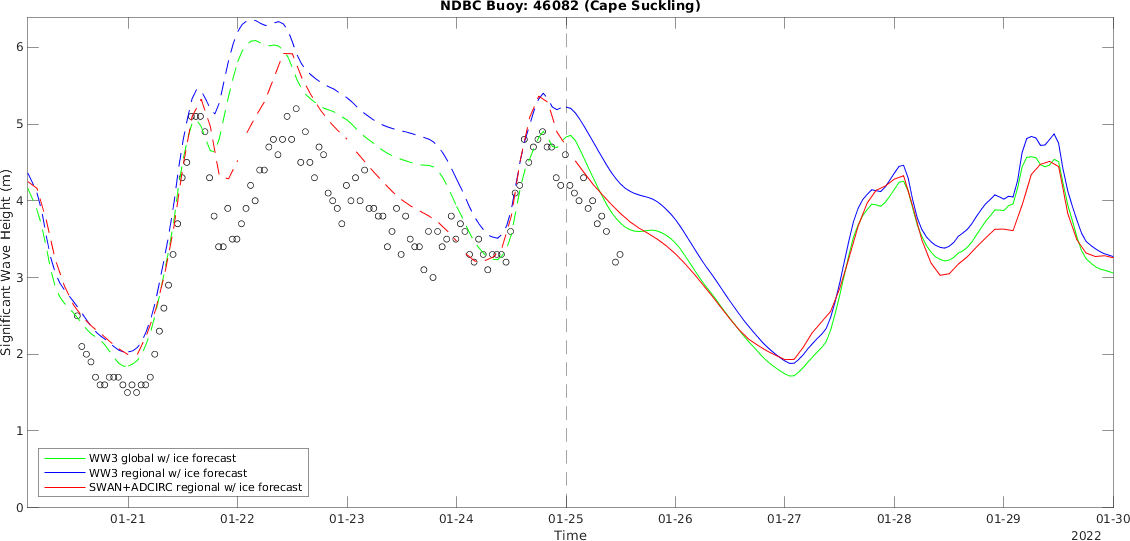 NDBC Buoy: 46082 (Cape Suckling)
Significant Wave Height (m)
6
5
4
3
2
1
0
WW3 global w/ ice forecast
WW3 regional w/ ice forecast
SWAN+ADCIRC regional w/ ice forecast
01-21 01-22 01-23 01-24 01-25 01-26 01-27 01-28 01-29 01-30
Time
2022